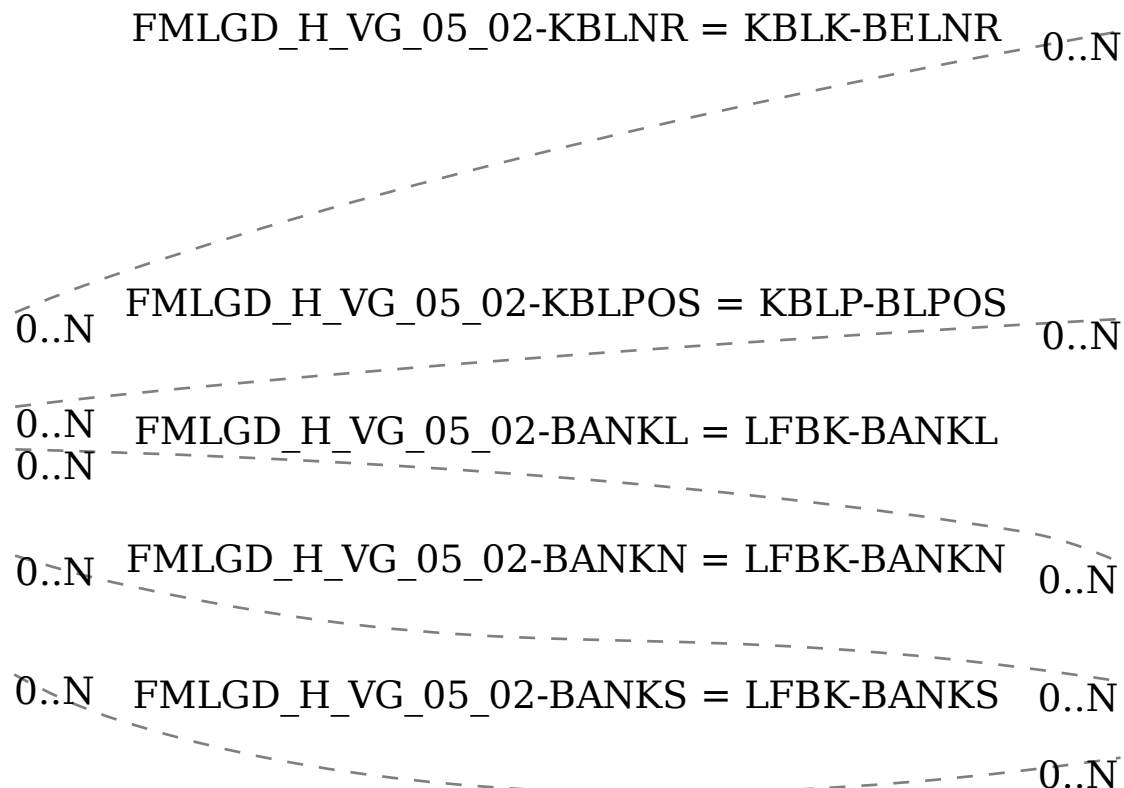 FMLGD_H_VG_05_02-KBLNR = KBLK-BELNR
0..N
FMLGD_H_VG_05_02-KBLPOS = KBLP-BLPOS
0..N
0..N
0..N
FMLGD_H_VG_05_02-BANKL = LFBK-BANKL
0..N
FMLGD_H_VG_05_02-BANKN = LFBK-BANKN
0..N
0..N
FMLGD_H_VG_05_02-BANKS = LFBK-BANKS
0..N
0..N
0..N